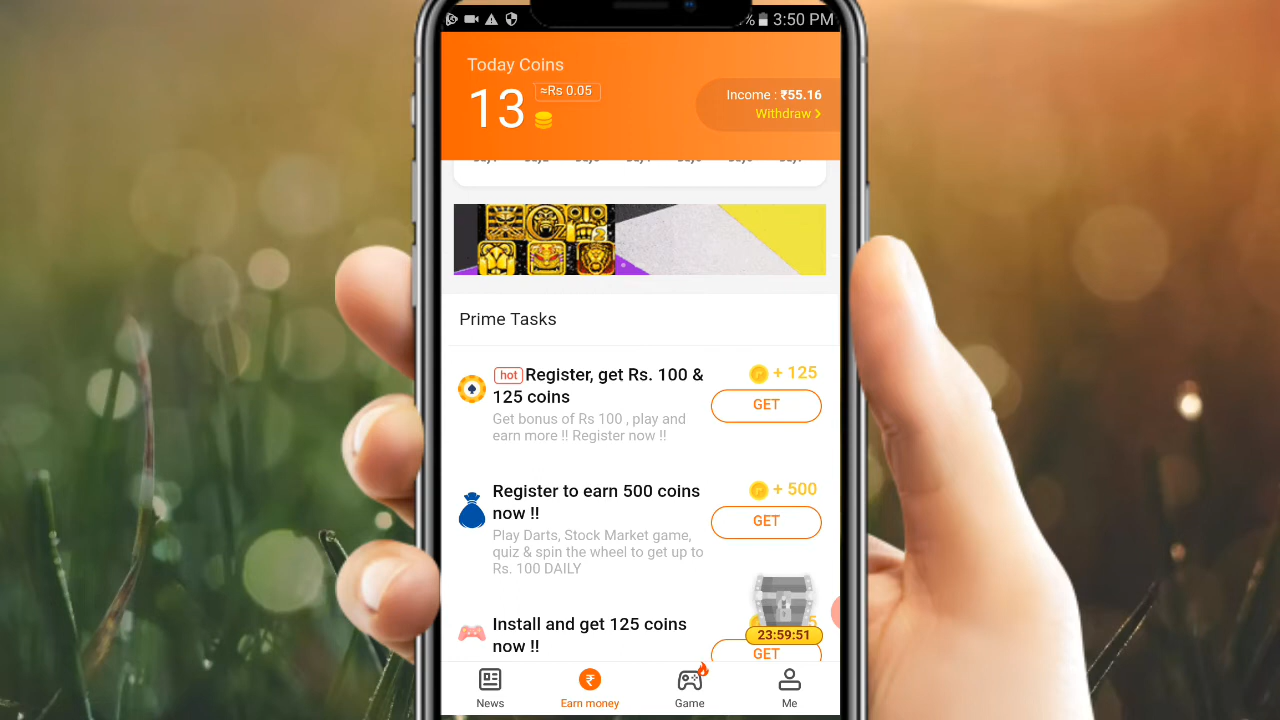 % 3:50 PM
Today Coins
13
≈Rs 0.05
Income : ₹55.16
Withdraw >
Prime Tasks
hot Register, get Rs. 100 &
125 coins
Get bonus of Rs 100 , play and
earn more !! Register now !!
+ 125
GET
Register to earn 500 coins
now !!
Play Darts, Stock Market game,
quiz & spin the wheel to get up to
Rs. 100 DAILY
+ 500
GET
Install and get 125 coins
now !!
23:59:51
GET
News
Earn money
Game
Me